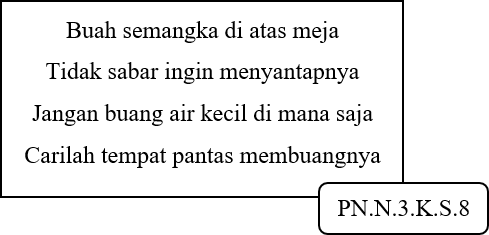 Buah semangka di atas meja
Tidak sabar ingin menyantapnya
Jangan buang air kecil di mana saja
Carilah tempat pantas membuangnya
PN.N.3.K.S.8